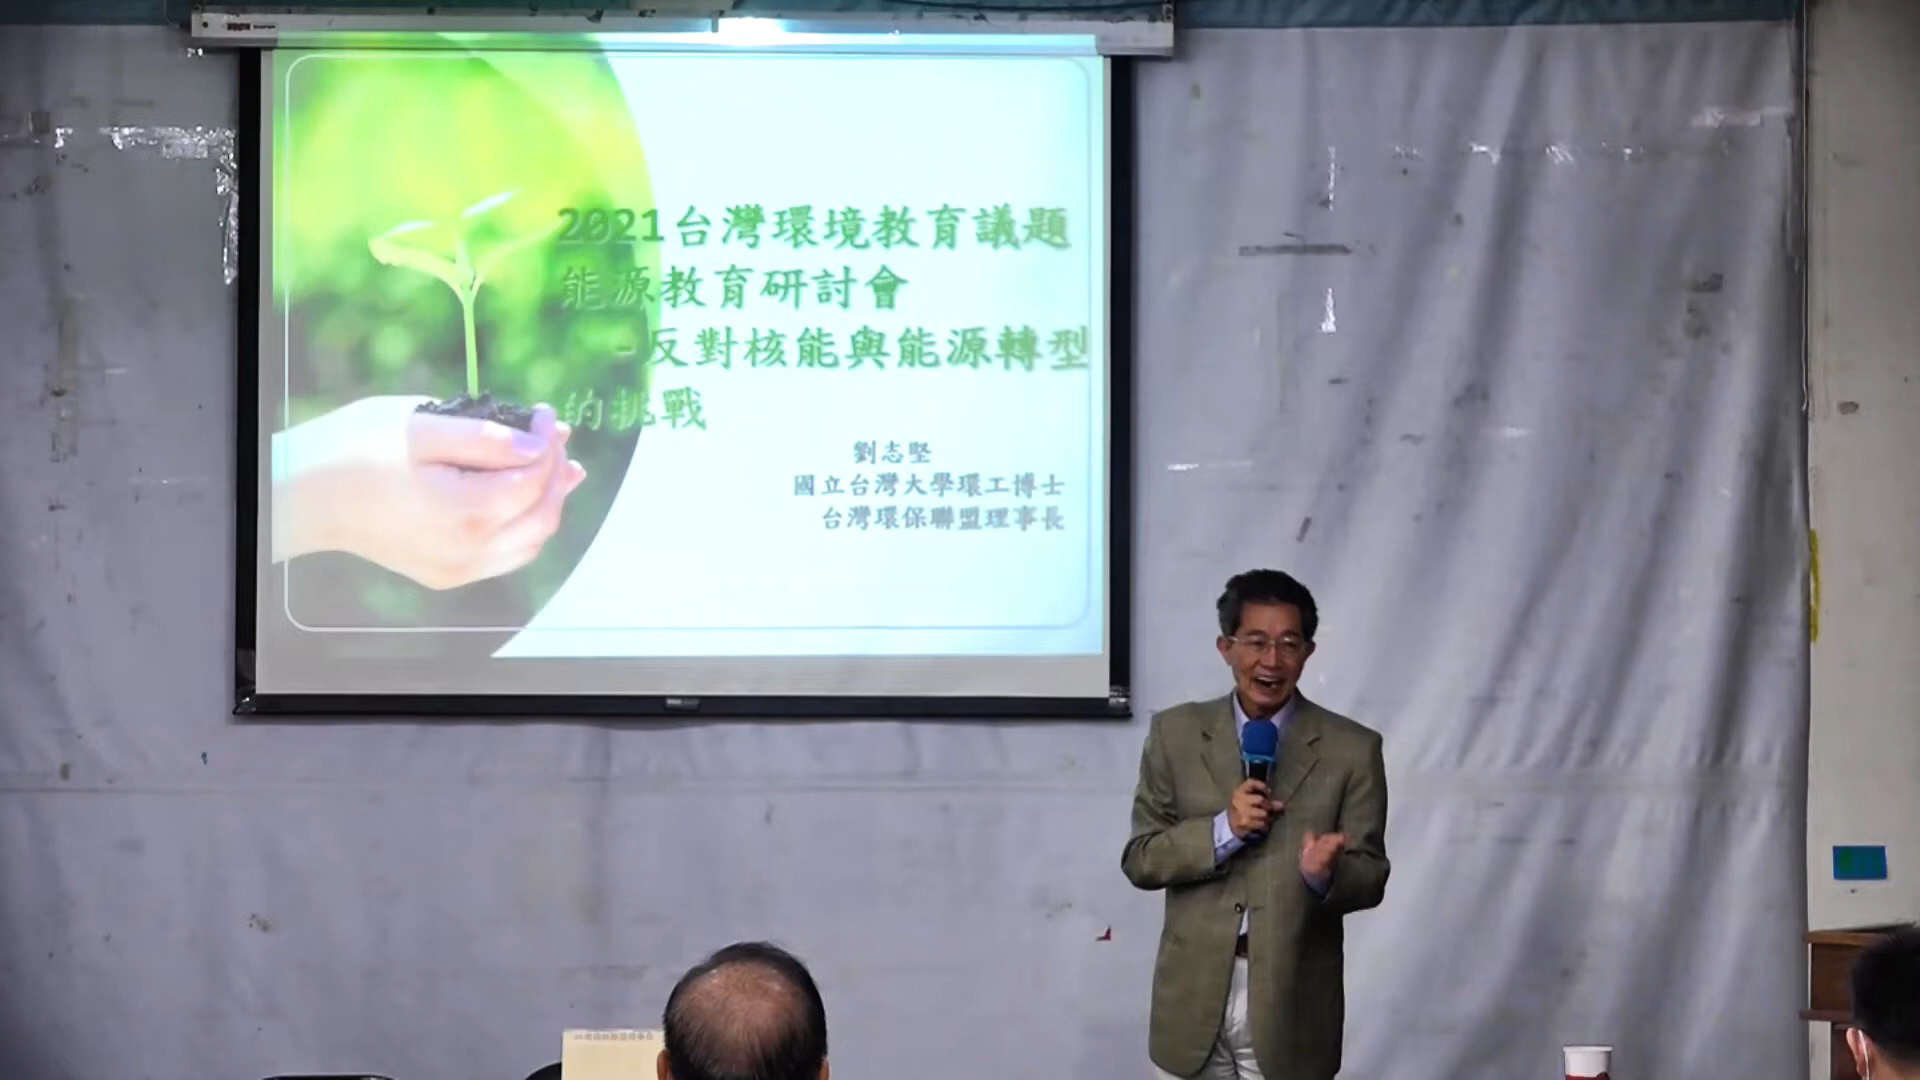 2021台灣環境教育議題
能源教育研討會
-反對核能與能源轉型
的挑戰
劉志堅
國立台灣大學環工博士
台灣環保聯盟理事長